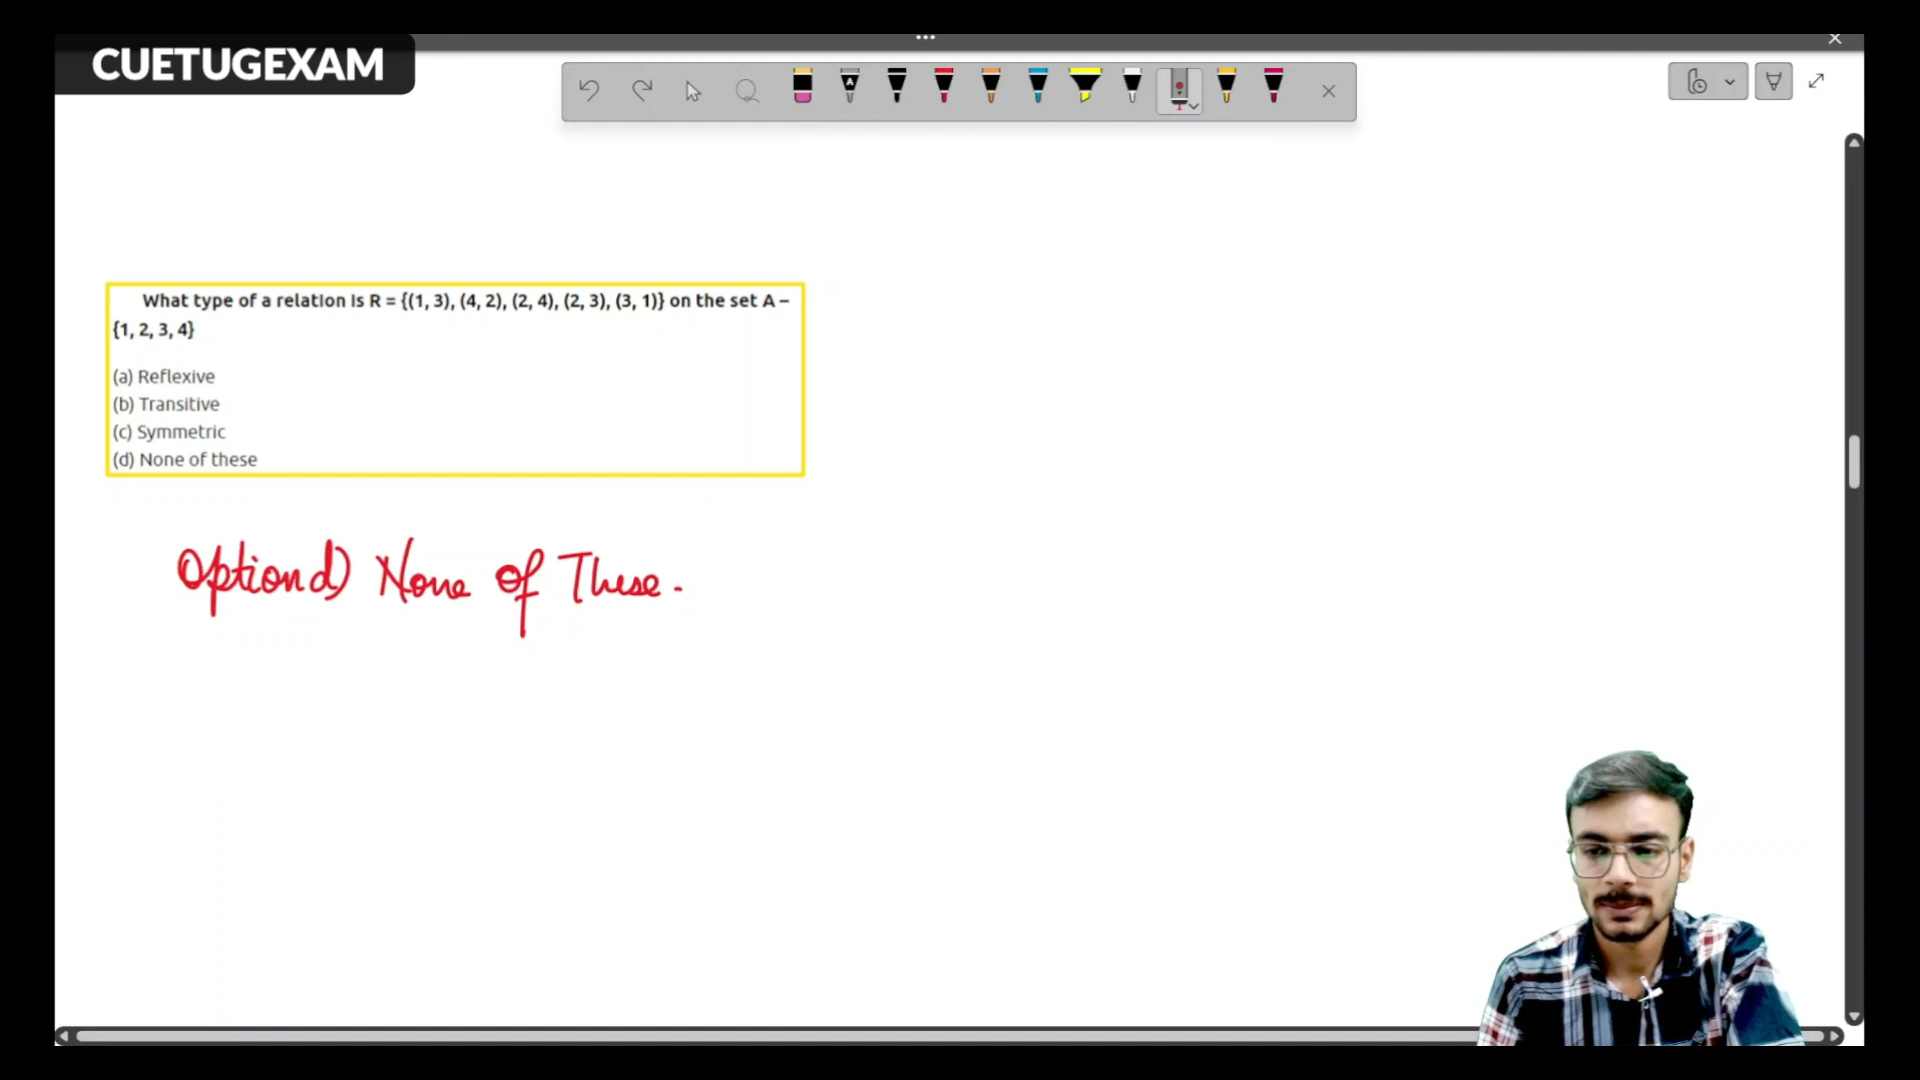 CUETUGEXAM
What type of a relation is R = {(1, 3), (4, 2), (2, 4), (2, 3), (3, 1)} on the set A –
{1, 2, 3, 4}
(a) Reflexive
(b) Transitive
(c) Symmetric
(d) None of these
Option d) None of These.